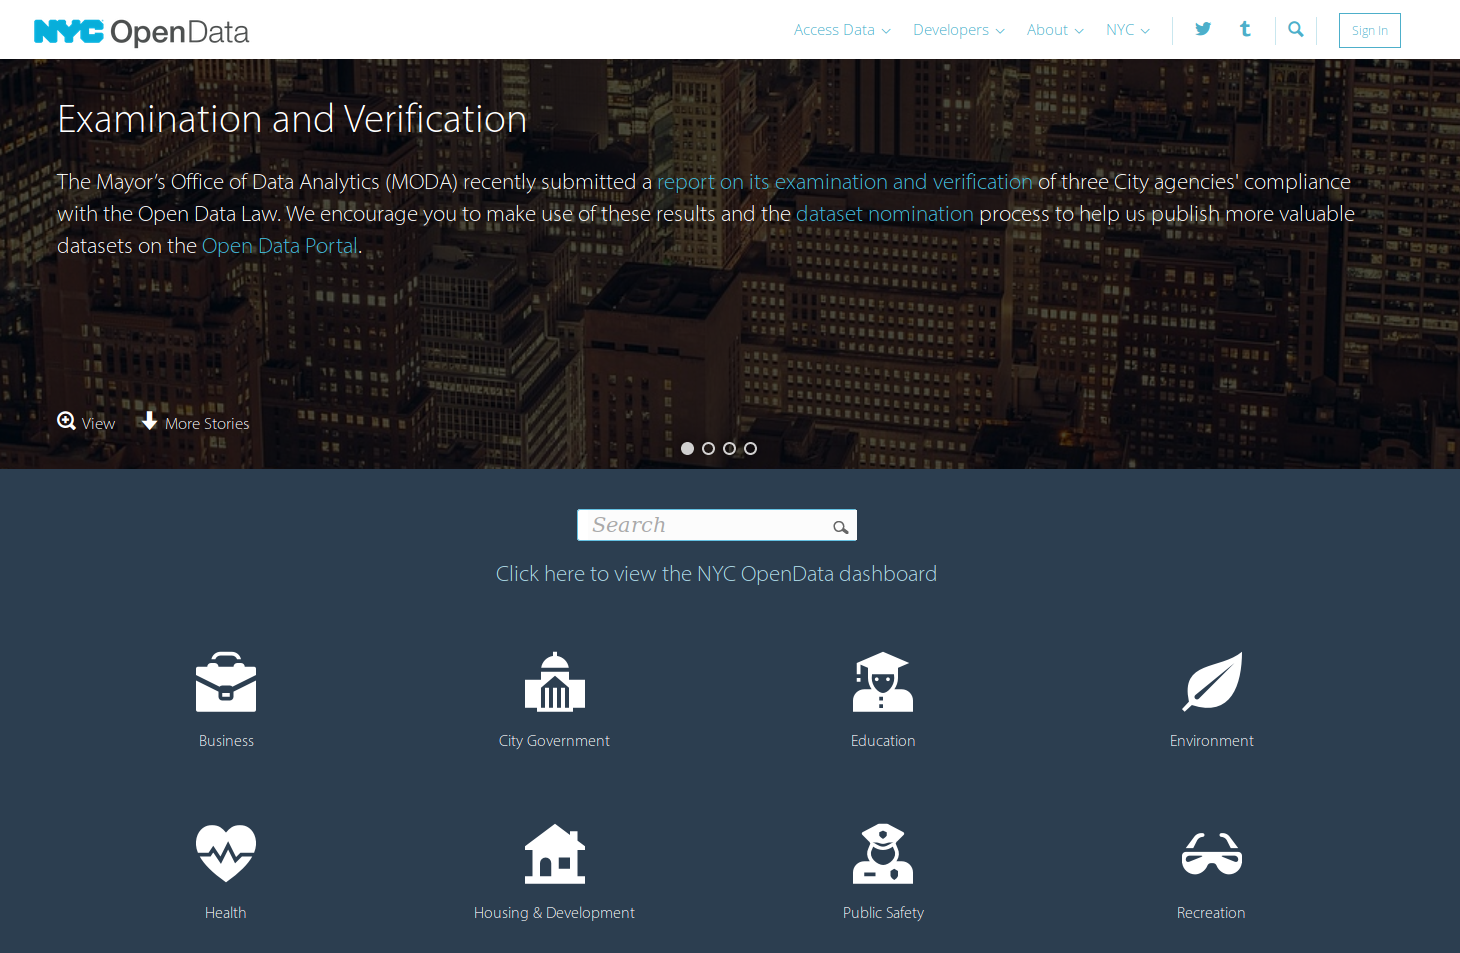 NYC OpenData
Access Data Developers About NYC Sign In
Examination and Verification
The Mayor’s Office of Data Analytics (MODA) recently submitted a report on its examination and verification of three City agencies' compliance
with the Open Data Law. We encourage you to make use of these results and the dataset nomination process to help us publish more valuable
datasets on the Open Data Portal.
View More Stories
Search
Click here to view the NYC OpenData dashboard
Business City Government Education Environment
Health Housing & Development Public Safety Recreation